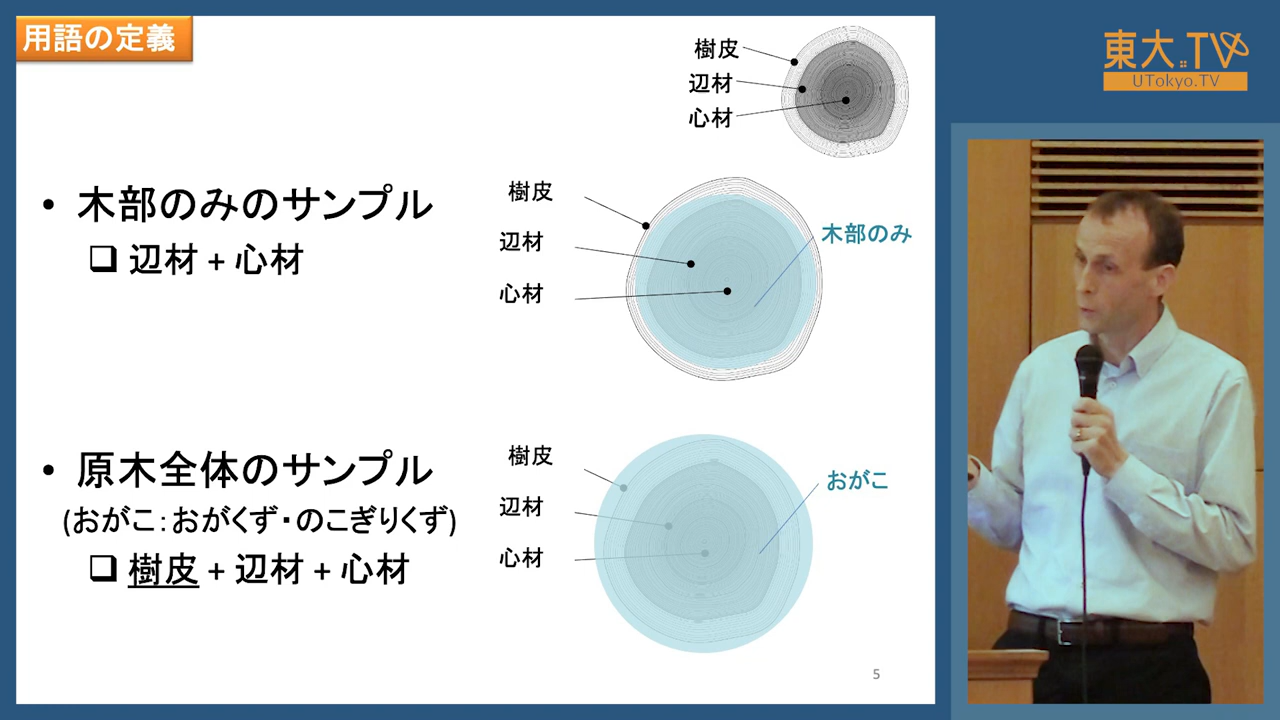 用語の定義
樹皮
辺材
心材
• 木部のみのサンプル
❑ 辺材 + 心材
樹皮
辺材
心材
木部のみ
• 原木全体のサンプル
(おがこ：おがくず・のこぎりくず)
❑ 樹皮 + 辺材 + 心材
樹皮
辺材
心材
おがこ
5
東大.TV
UTokyo.TV